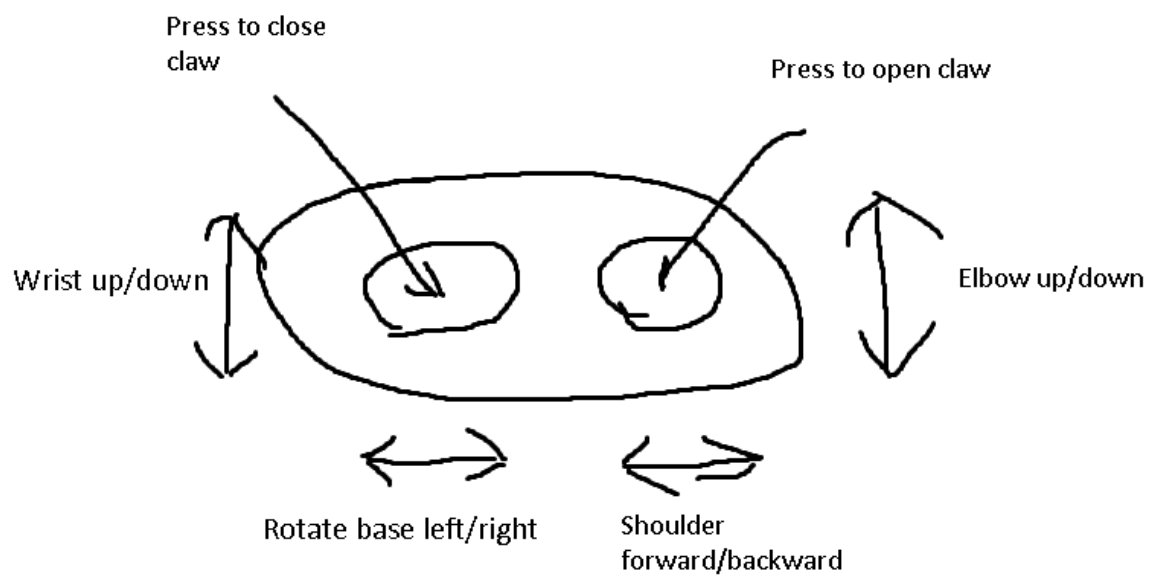 Press to close
claw
Press to open claw
Wrist up/down
Elbow up/down
Rotate base left/right
Shoulder
forward/backward